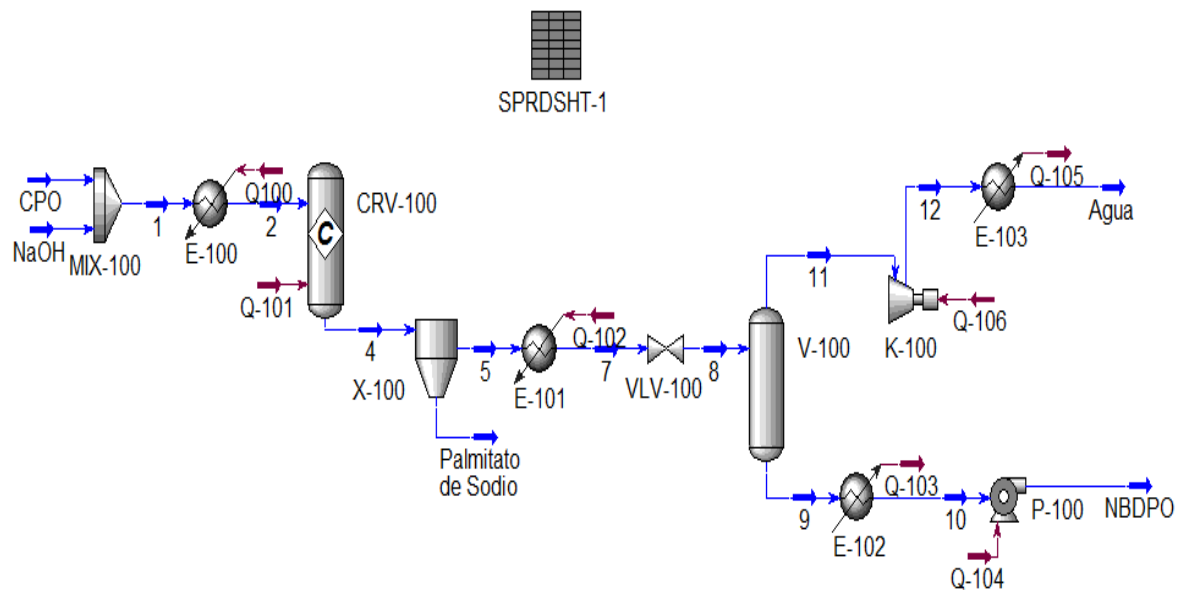 SPRDSHT-1
CPO
NaOH
MIX-100
1
Q100
E-100
2
CRV-100
C
Q-101
4
X-100
Palmitato
de Sodio
5
Q-102
E-101
7
VLV-100
8
V-100
11
K-100
Q-106
12
Q-105
E-103
Agua
9
Q-103
E-102
10
P-100
Q-104
NBDPO